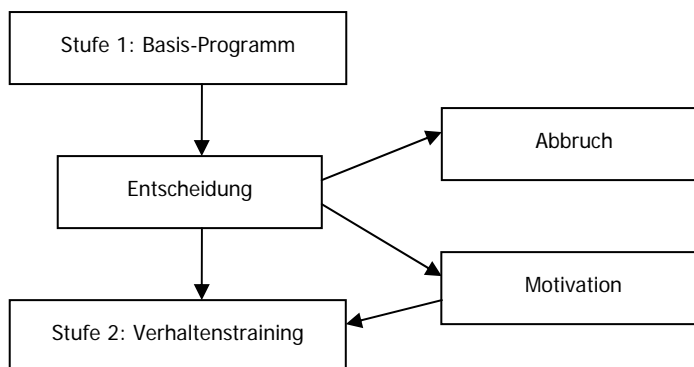 Stufe 1: Basis-Programm
Abbruch
Entscheidung
Motivation
Stufe 2: Verhaltenstraining